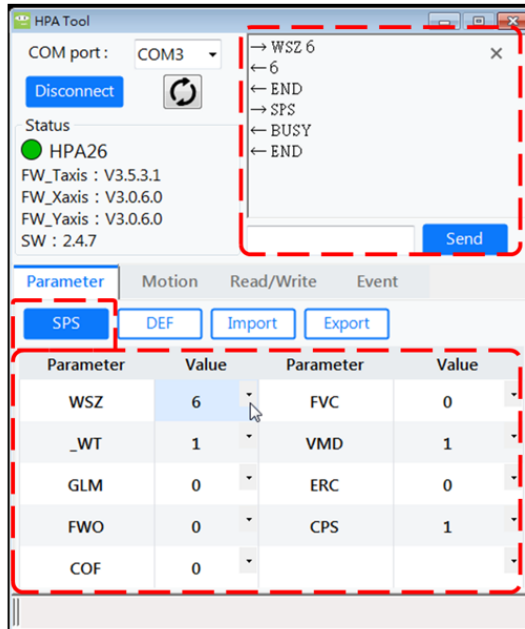 HPA Tool
COM port : COM3
Disconnect
Status
HPA26
FW_Taxis : V3.5.3.1
FW_Xaxis : V3.0.6.0
FW_Yaxis : V3.0.6.0
SW : 2.4.7
→ WSZ 6
← 6
← END
→ SPS
← BUSY
← END
Send
Parameter Motion Read/Write Event
SPS DEF Import Export
Parameter Value Parameter Value
WSZ 6 FVC 0
_WT 1 VMD 1
GLM 0 ERC 0
FWO 0 CPS 1
COF 0